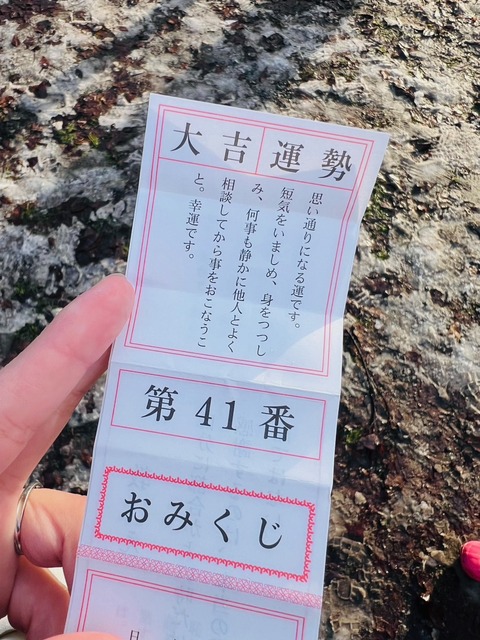 大吉運勢
思い通りになる運です。
短気をいましめ、身をつつし
み、何事も静かに他人とよく
相談してから事をおこなうこ
と。幸運です。
第41番
おみくじ
日